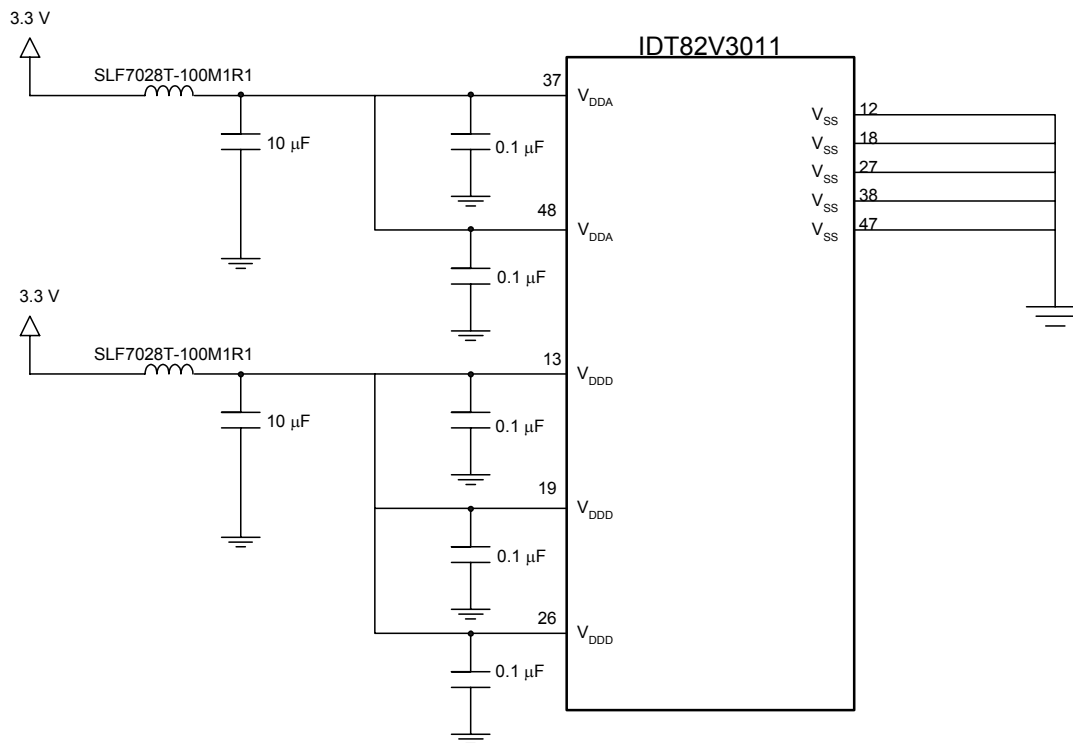 3.3 V
IDT82V3011
SLF7028T-100M1R1
37
V_DDA
10 μF
0.1 μF
48
V_DDA
0.1 μF
V_SS 12
V_SS 18
V_SS 27
V_SS 38
V_SS 47
3.3 V
SLF7028T-100M1R1
13
V_DDD
10 μF
0.1 μF
19
V_DDD
0.1 μF
26
V_DDD
0.1 μF